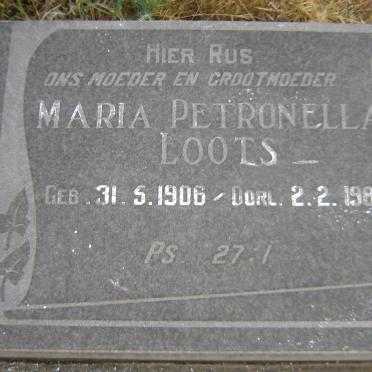 HIER RUS
ONS MOEDER EN GROOTMOEDER
MARIA PETRONELLA
LOOTS
GEB. 31.5.1906 - OORL. 2.2.198
PS. 27:1